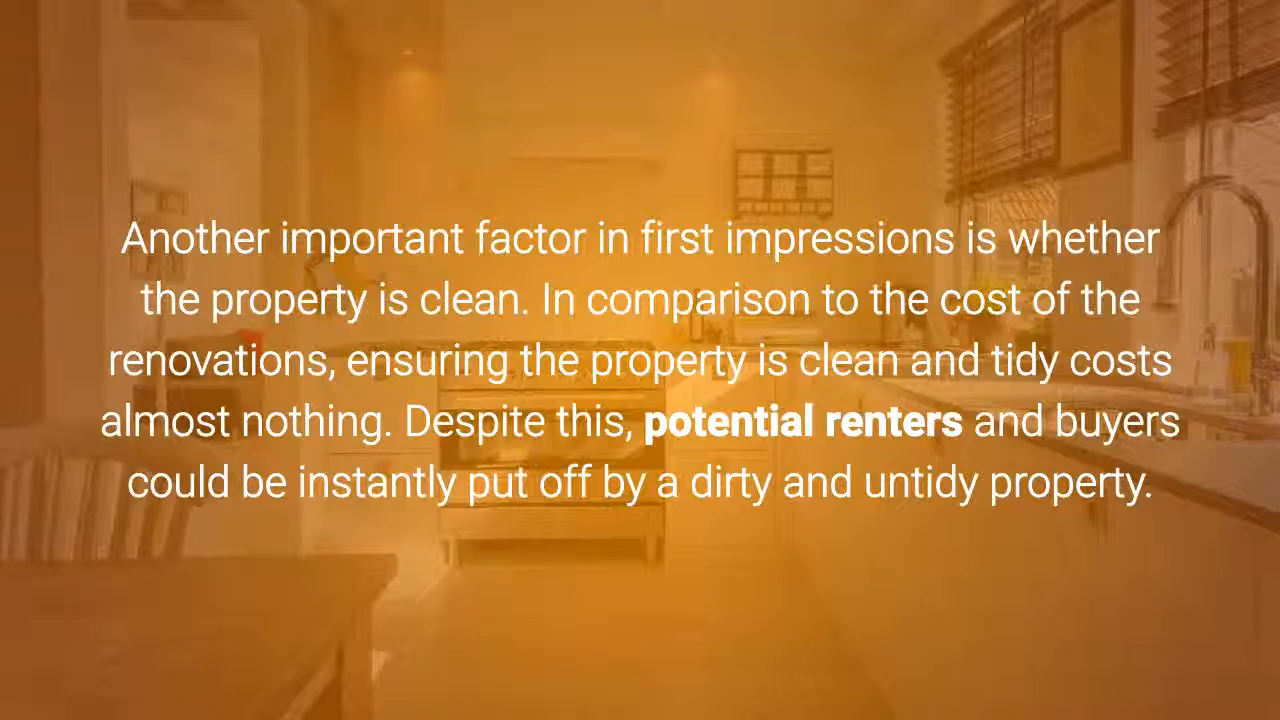 Another important factor in first impressions is whether
the property is clean. In comparison to the cost of the
renovations, ensuring the property is clean and tidy costs
almost nothing. Despite this, potential renters and buyers
could be instantly put off by a dirty and untidy property.